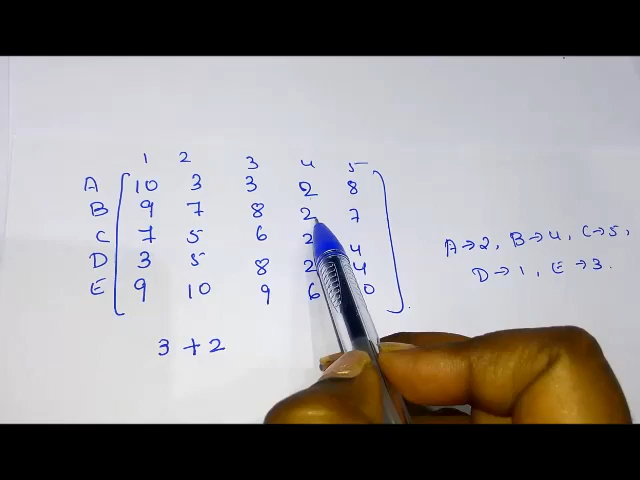 1 2 3 4 5
A 10 3 3 2 8
B 9 7 8 2 7
C 7 5 6 2 4
D 3 5 8 2 4
E 9 10 9 6 0
A→2, B→4, C→5,
D→1, E→3.
3 + 2